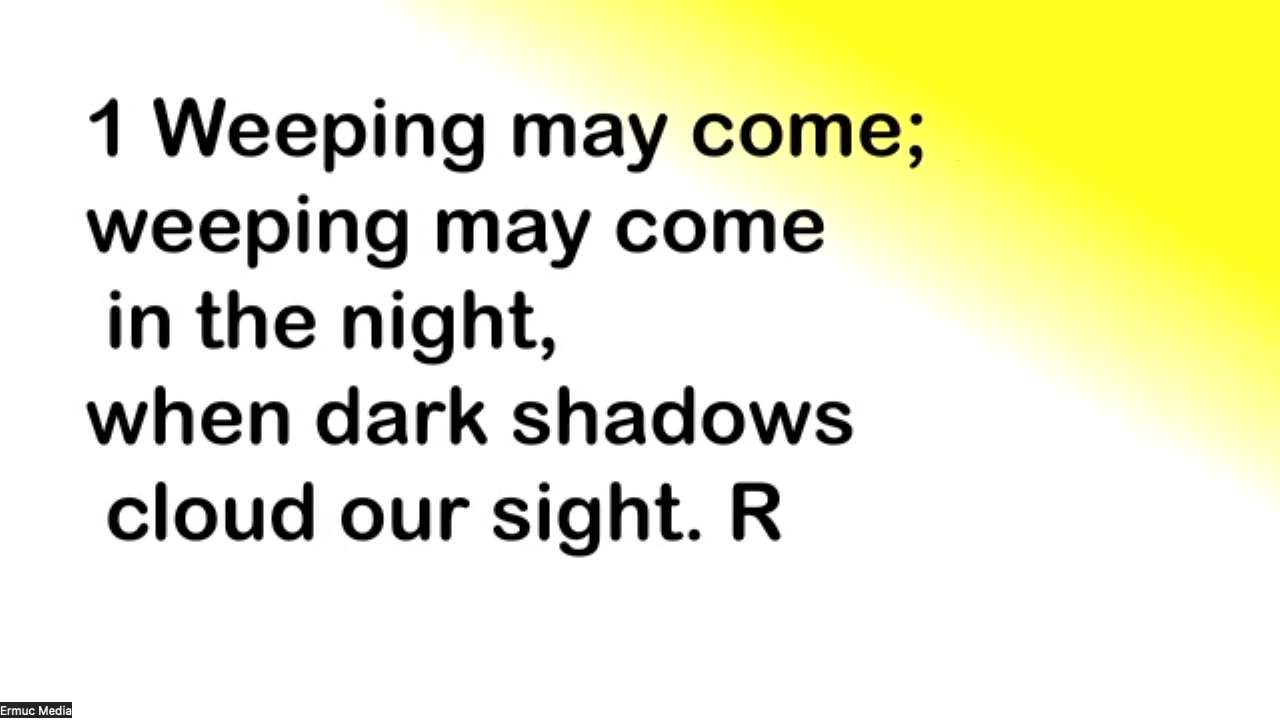 1 Weeping may come;
weeping may come
in the night,
when dark shadows
cloud our sight. R
Ermuc Media